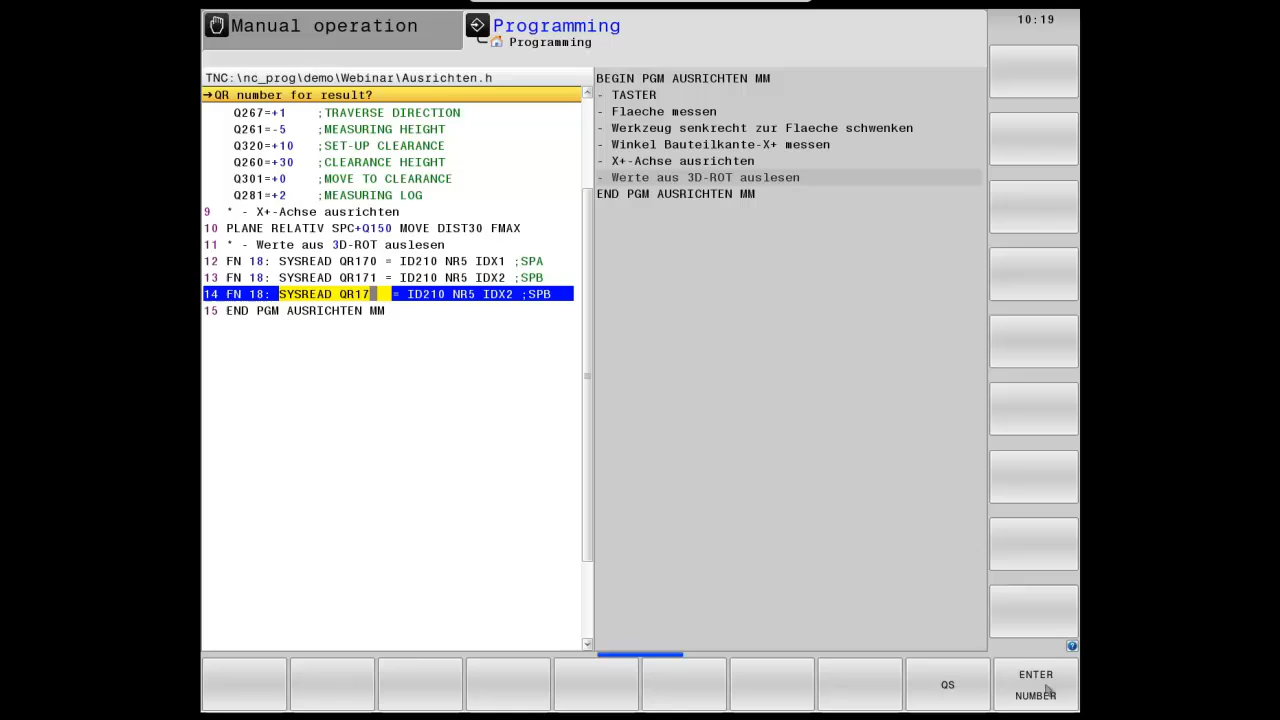 Manual operation
Programming
Programming
10:19
TNC:\nc_prog\demo\Webinar\Ausrichten.h
→QR number for result?
Q267=+1 ;TRAVERSE DIRECTION
Q261=-5 ;MEASURING HEIGHT
Q320=+10 ;SET-UP CLEARANCE
Q260=+30 ;CLEARANCE HEIGHT
Q301=+0 ;MOVE TO CLEARANCE
Q281=+2 ;MEASURING LOG
9 * - X+-Achse ausrichten
10 PLANE RELATIV SPC+Q150 MOVE DIST30 FMAX
11 * - Werte aus 3D-ROT auslesen
12 FN 18: SYSREAD QR170 = ID210 NR5 IDX1 ;SPA
13 FN 18: SYSREAD QR171 = ID210 NR5 IDX2 ;SPB
14 FN 18: SYSREAD QR17 = ID210 NR5 IDX2 ;SPB
15 END PGM AUSRICHTEN MM
BEGIN PGM AUSRICHTEN MM
- TASTER
- Flaeche messen
- Werkzeug senkrecht zur Flaeche schwenken
- Winkel Bauteilkante-X+ messen
- X+-Achse ausrichten
- Werte aus 3D-ROT auslesen
END PGM AUSRICHTEN MM
QS
ENTER
NUMBER